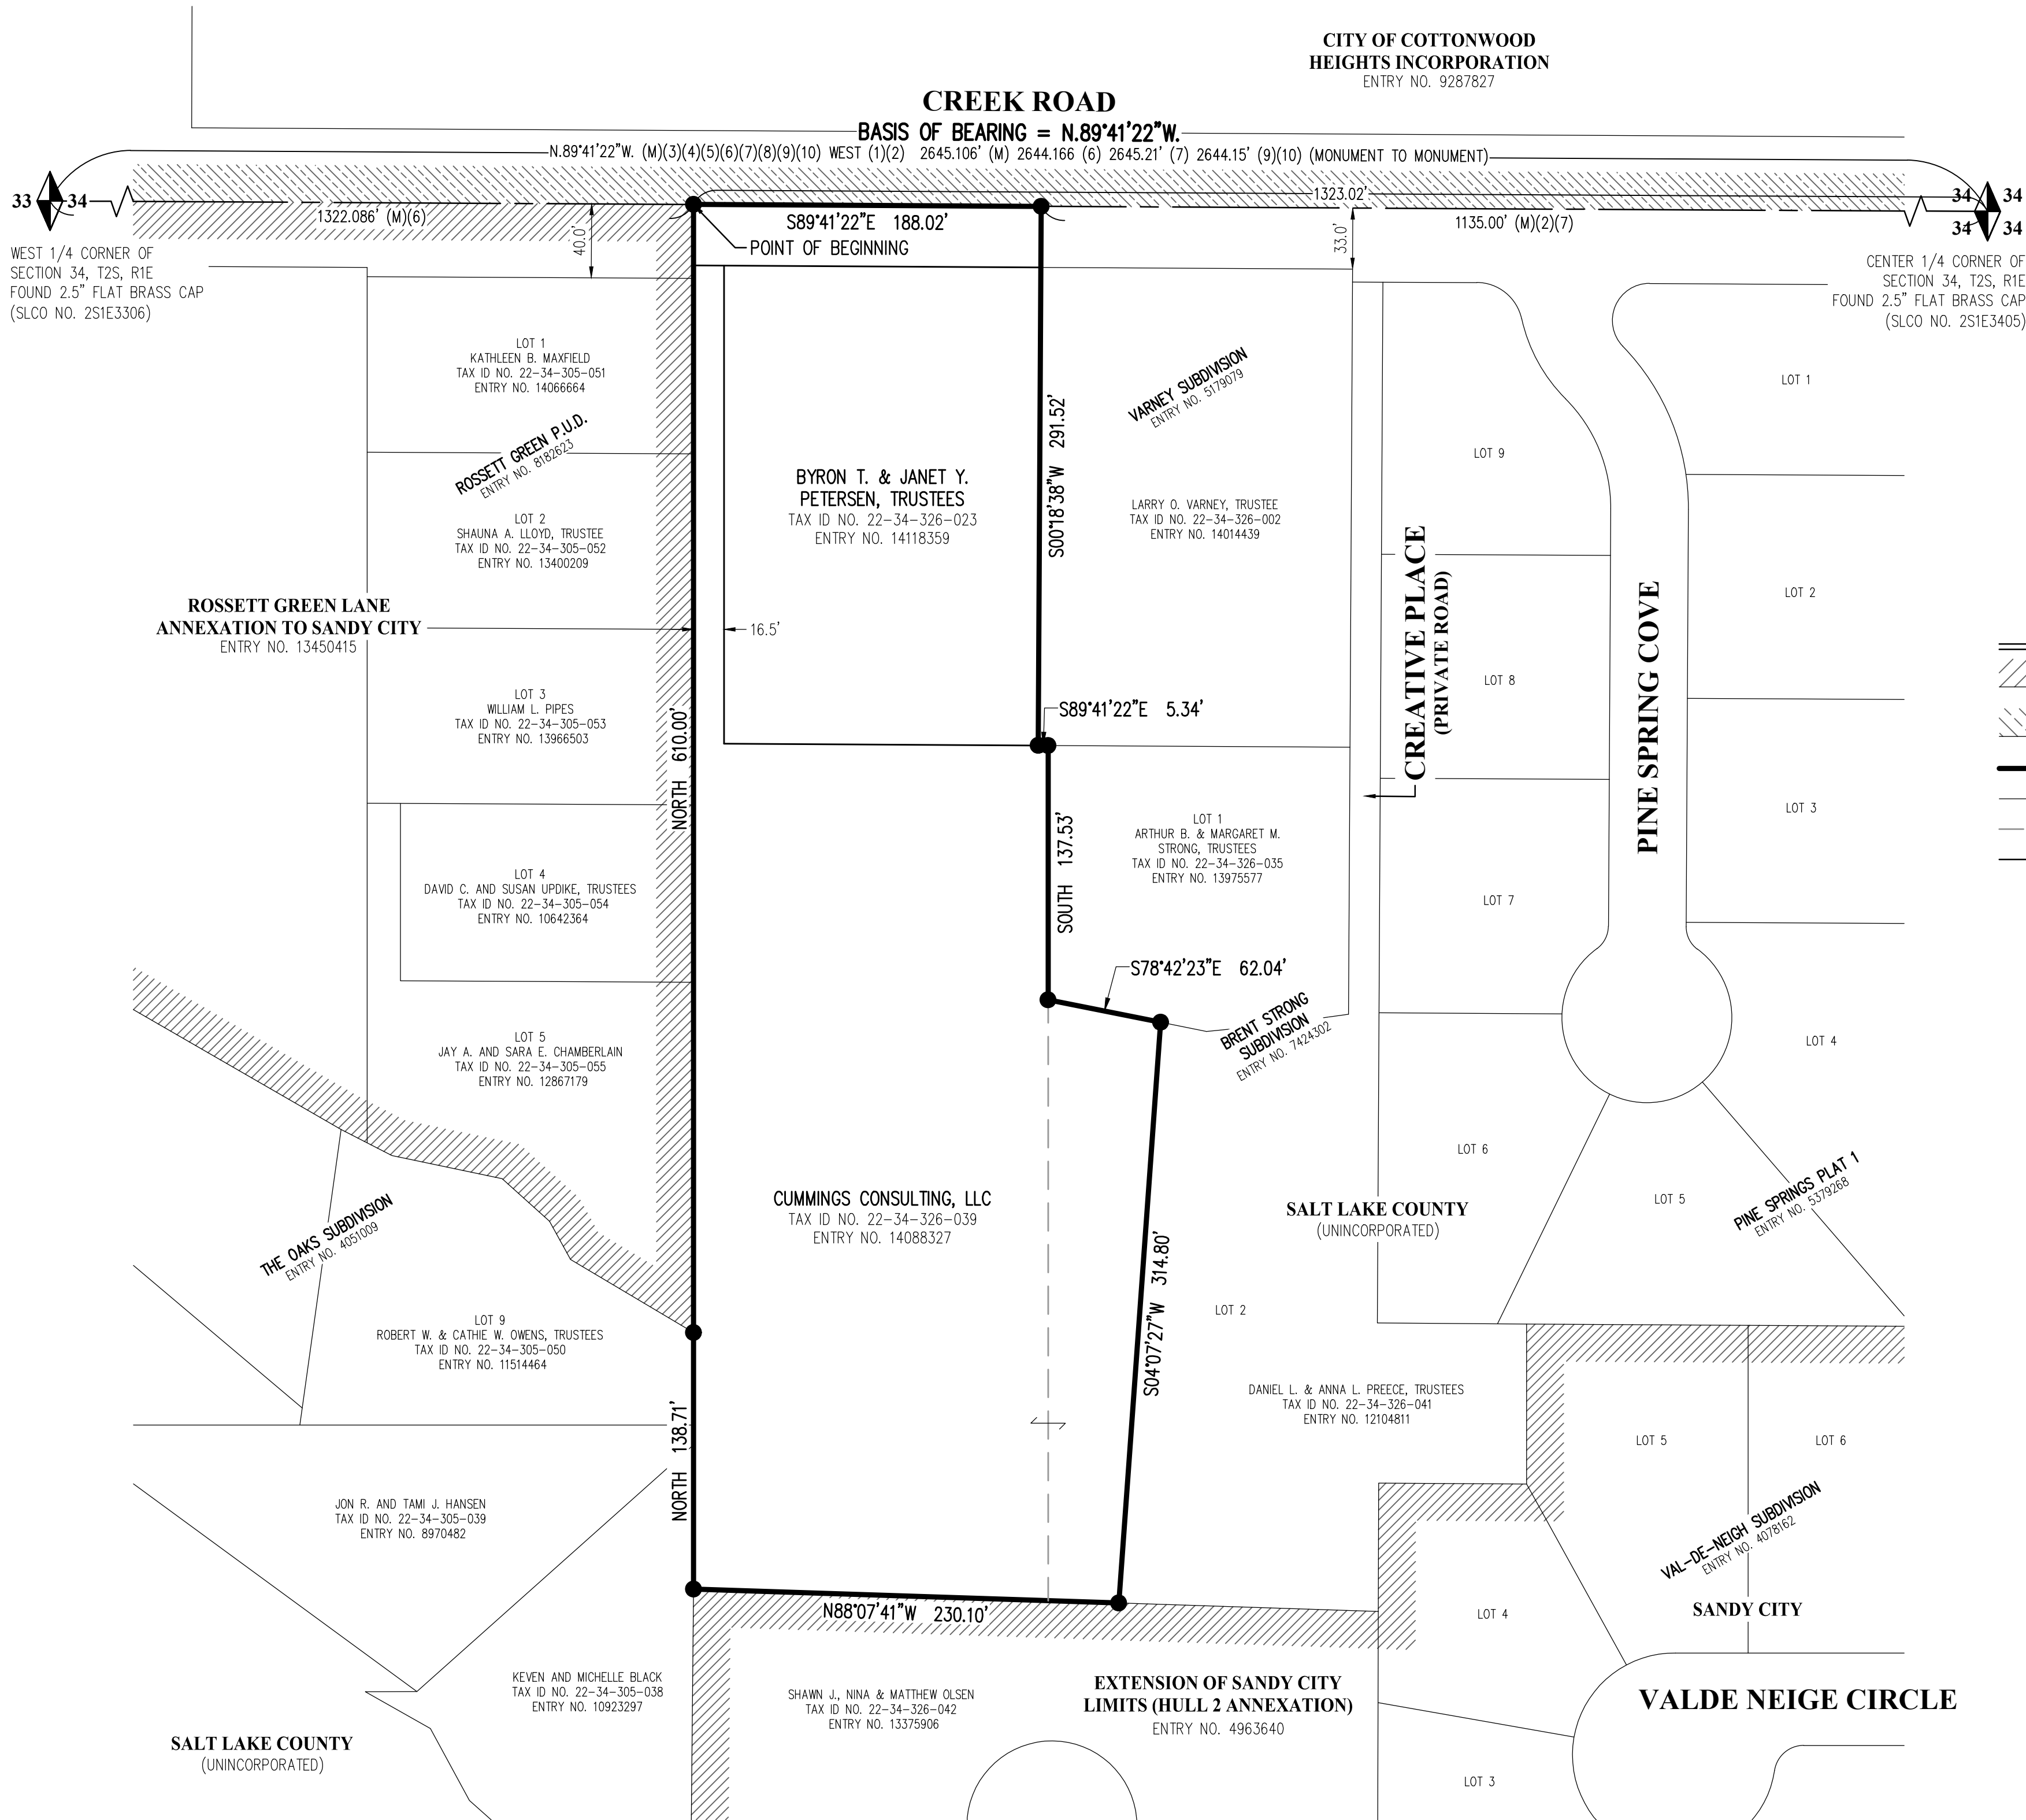 CITY OF COTTONWOOD
HEIGHTS INCORPORATION
ENTRY NO. 9287827
CREEK ROAD
BASIS OF BEARING = N.89°41'22"W.
N.89°41'22"W. (M)(3)(4)(5)(6)(7)(8)(9)(10) WEST (1)(2) 2645.106' (M) 2644.166 (6) 2645.21' (7) 2644.15' (9)(10) (MONUMENT TO MONUMENT)
33 34
1322.086' (M)(6)
1323.02'
34 34
34 34
S89°41'22"E 188.02'
1135.00' (M)(2)(7)
POINT OF BEGINNING
40.0'
33.0'
WEST 1/4 CORNER OF
SECTION 34, T2S, R1E
FOUND 2.5" FLAT BRASS CAP
(SLCO NO. 2S1E3306)
CENTER 1/4 CORNER OF
SECTION 34, T2S, R1E
FOUND 2.5" FLAT BRASS CAP
(SLCO NO. 2S1E3405)
LOT 1
KATHLEEN B. MAXFIELD
TAX ID NO. 22-34-305-051
ENTRY NO. 14066664
ROSSETT GREEN P.U.D.
ENTRY NO. 8182623
LOT 2
SHAUNA A. LLOYD, TRUSTEE
TAX ID NO. 22-34-305-052
ENTRY NO. 13400209
ROSSETT GREEN LANE
ANNEXATION TO SANDY CITY
ENTRY NO. 13450415
LOT 3
WILLIAM L. PIPES
TAX ID NO. 22-34-305-053
ENTRY NO. 13966503
LOT 4
DAVID C. AND SUSAN UPDIKE, TRUSTEES
TAX ID NO. 22-34-305-054
ENTRY NO. 10642364
LOT 5
JAY A. AND SARA E. CHAMBERLAIN
TAX ID NO. 22-34-305-055
ENTRY NO. 12867179
BYRON T. & JANET Y.
PETERSEN, TRUSTEES
TAX ID NO. 22-34-326-023
ENTRY NO. 14118359
16.5'
NORTH 610.00'
S00°18'38"W 291.52'
VARNEY SUBDIVISION
ENTRY NO. 5179079
LARRY O. VARNEY, TRUSTEE
TAX ID NO. 22-34-326-002
ENTRY NO. 14014439
S89°41'22"E 5.34'
SOUTH 137.53'
LOT 1
ARTHUR B. & MARGARET M.
STRONG, TRUSTEES
TAX ID NO. 22-34-326-035
ENTRY NO. 13975577
S78°42'23"E 62.04'
BRENT STRONG
SUBDIVISION
ENTRY NO. 7424302
CREATIVE PLACE
(PRIVATE ROAD)
PINE SPRING COVE
LOT 9
LOT 8
LOT 7
LOT 6
LOT 1
LOT 2
LOT 3
LOT 4
LOT 5
PINE SPRINGS PLAT 1
ENTRY NO. 5379268
CUMMINGS CONSULTING, LLC
TAX ID NO. 22-34-326-039
ENTRY NO. 14088327
SALT LAKE COUNTY
(UNINCORPORATED)
S04°07'27"W 314.80'
LOT 2
DANIEL L. & ANNA L. PREECE, TRUSTEES
TAX ID NO. 22-34-326-041
ENTRY NO. 12104811
THE OAKS SUBDIVISION
ENTRY NO. 4051009
LOT 9
ROBERT W. & CATHIE W. OWENS, TRUSTEES
TAX ID NO. 22-34-305-050
ENTRY NO. 11514464
NORTH 138.71'
JON R. AND TAMI J. HANSEN
TAX ID NO. 22-34-305-039
ENTRY NO. 8970482
N88°07'41"W 230.10'
LOT 5
LOT 6
VAL-DE-NEIGH SUBDIVISION
ENTRY NO. 4078162
SANDY CITY
LOT 4
KEVEN AND MICHELLE BLACK
TAX ID NO. 22-34-305-038
ENTRY NO. 10923297
SHAWN J., NINA & MATTHEW OLSEN
TAX ID NO. 22-34-326-042
ENTRY NO. 13375906
EXTENSION OF SANDY CITY
LIMITS (HULL 2 ANNEXATION)
ENTRY NO. 4963640
VALDE NEIGE CIRCLE
SALT LAKE COUNTY
(UNINCORPORATED)
LOT 3